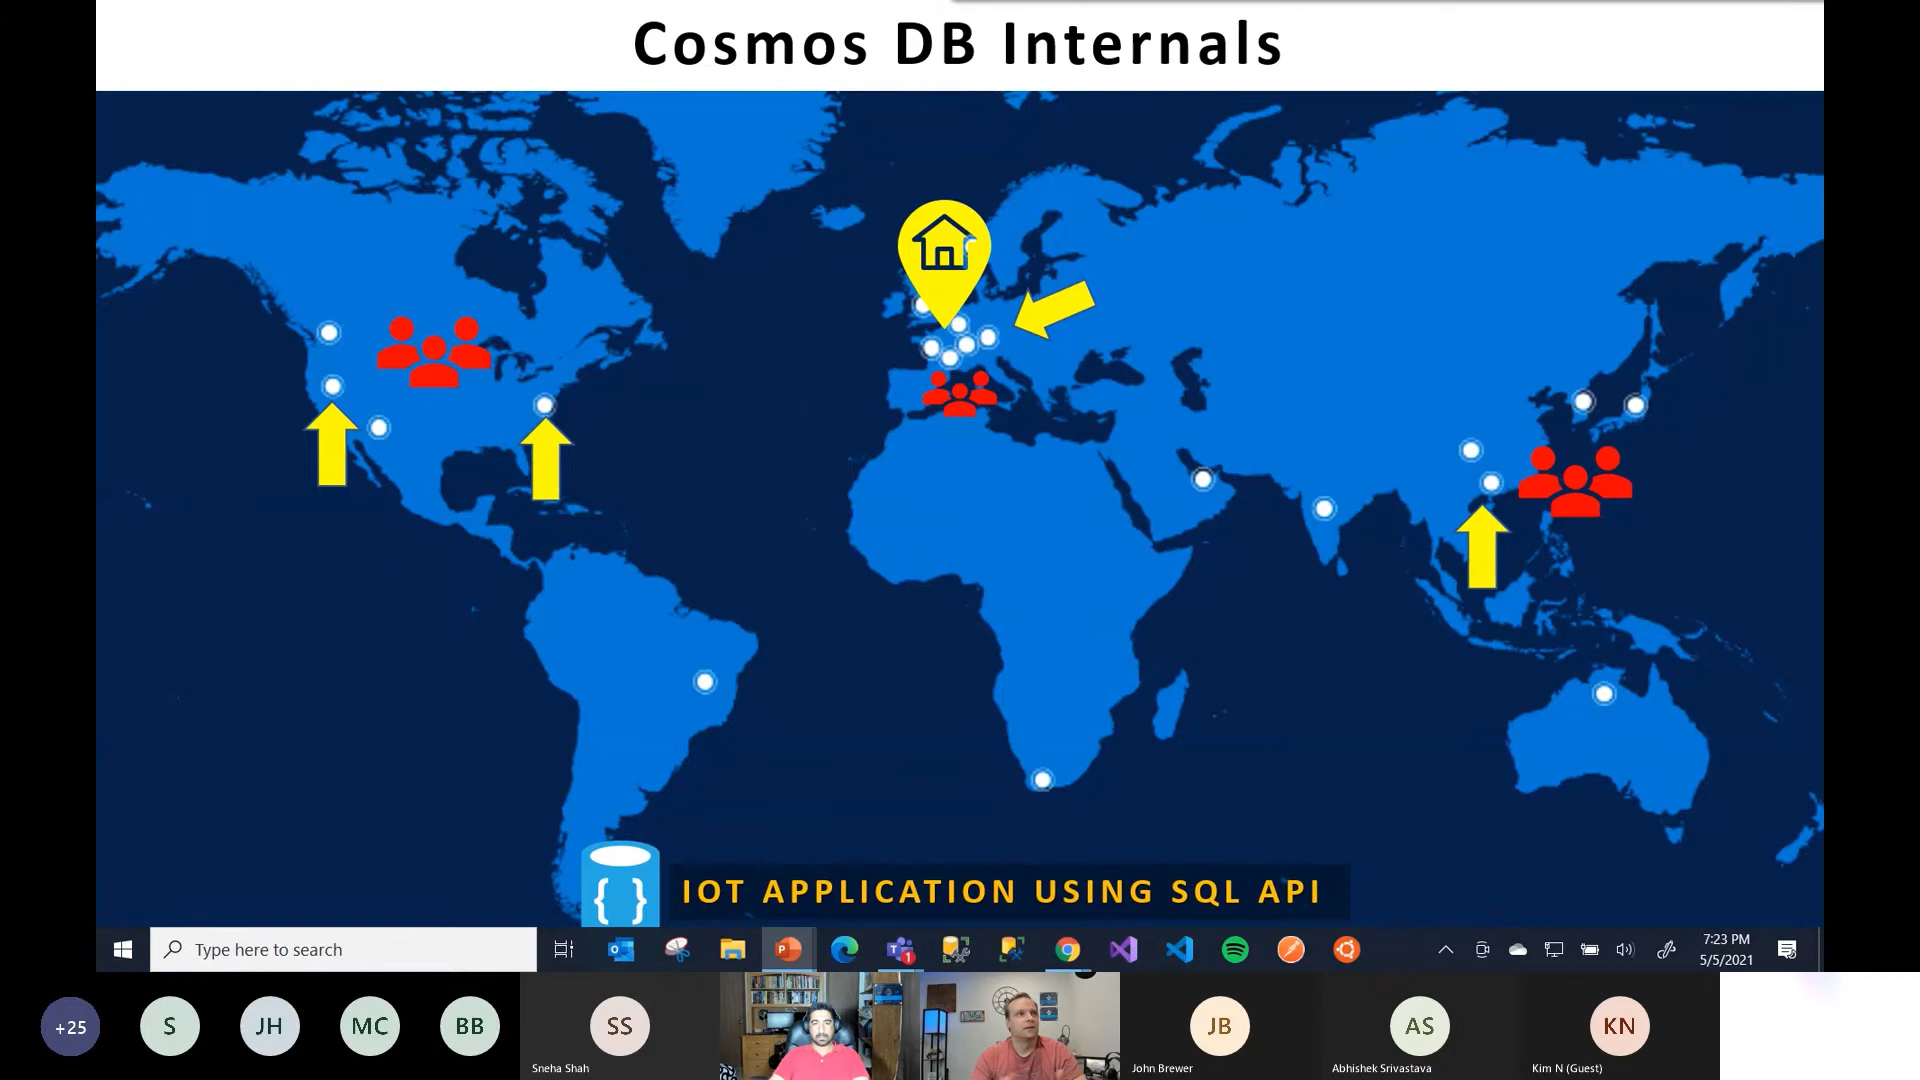 Cosmos DB Internals
{ }
IOT APPLICATION USING SQL API
Type here to search
1
7:23 PM
5/5/2021
+25
S
JH
MC
BB
SS
JB
AS
KN
Sneha Shah
John Brewer
Abhishek Srivastava
Kim N (Guest)